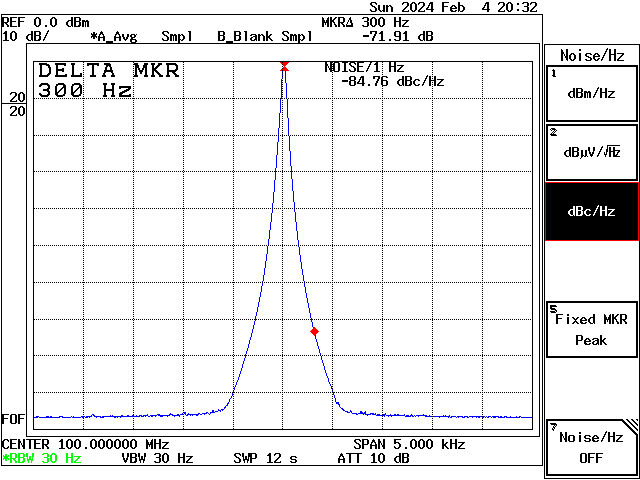 Sun 2024 Feb  4 20:32
REF 0.0 dBm MKRΔ 300 Hz
10 dB/ *A_Avg Smpl B_Blank Smpl -71.91 dB
DELTA MKR
300 Hz
NOISE/1 Hz
-84.76 dBc/Hz
20
20
FOF
CENTER 100.000000 MHz SPAN 5.000 kHz
*RBW 30 Hz VBW 30 Hz SWP 12 s ATT 10 dB
Noise/Hz
1
dBm/Hz
2
dBµV/√Hz
dBc/Hz
5
Fixed MKR
Peak
7
Noise/Hz
OFF